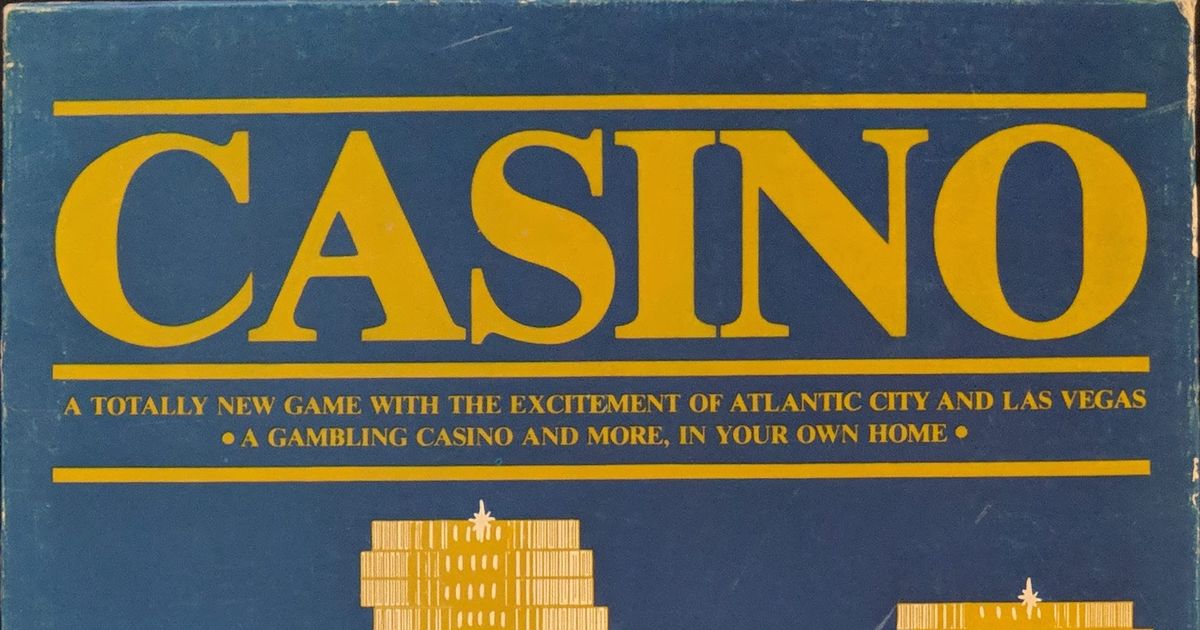 CASINO
A TOTALLY NEW GAME WITH THE EXCITEMENT OF ATLANTIC CITY AND LAS VEGAS
• A GAMBLING CASINO AND MORE, IN YOUR OWN HOME •